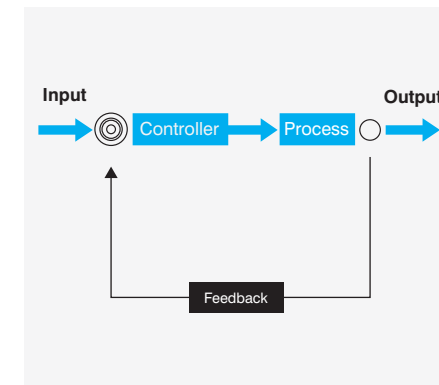 Input
Output
Controller
Process
Feedback